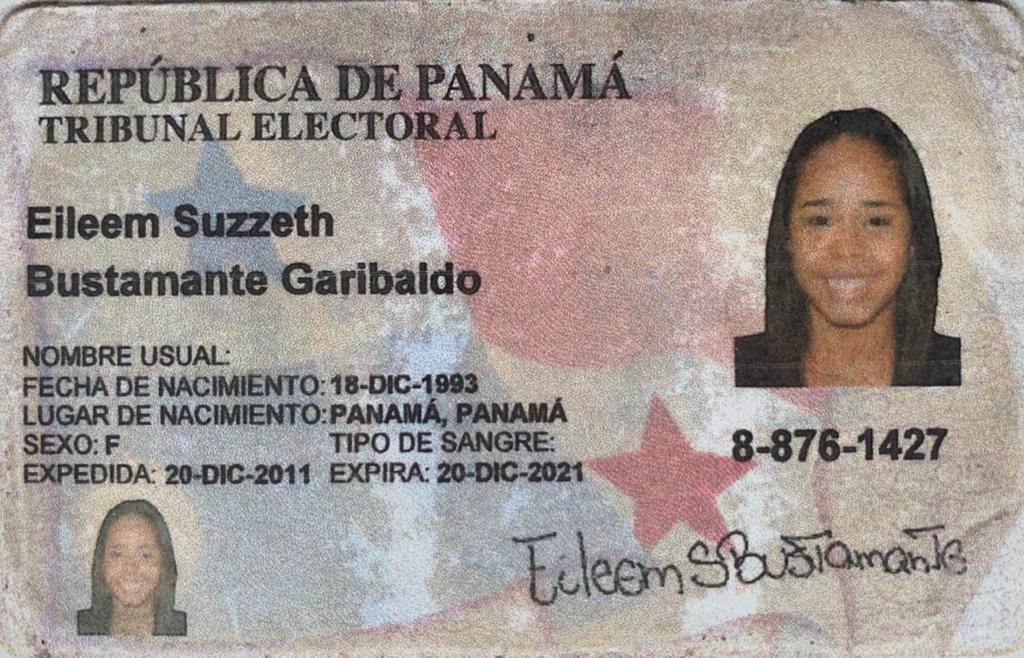 REPÚBLICA DE PANAMÁ
TRIBUNAL ELECTORAL
Eileem Suzzeth
Bustamante Garibaldo
NOMBRE USUAL:
FECHA DE NACIMIENTO: 18-DIC-1993
LUGAR DE NACIMIENTO: PANAMÁ, PANAMÁ
SEXO: F TIPO DE SANGRE:
EXPEDIDA: 20-DIC-2011 EXPIRA: 20-DIC-2021
8-876-1427
Eileem S Bustamante